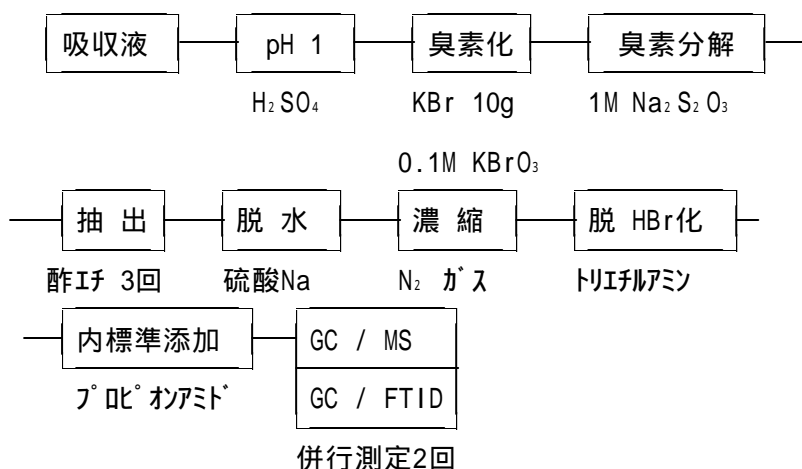 吸収液 pH 1 臭素化 臭素分解
H₂SO₄ KBr 10g 1M Na₂S₂O₃
0.1M KBrO₃
抽 出 脱 水 濃 縮 脱 HBr化
酢ｴﾁ 3回 硫酸Na N₂ ｶﾞｽ ﾄﾘｴﾁﾙｱﾐﾝ
内標準添加 GC / MS
GC / FTID
ﾌﾟﾛﾋﾟｵﾝｱﾐﾄﾞ
併行測定2回